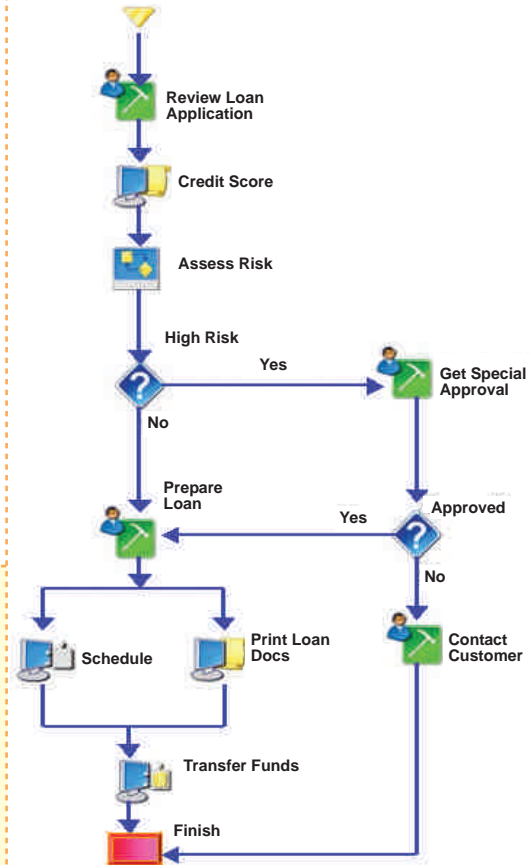 Review Loan
Application
Credit Score
Assess Risk
High Risk
Yes
Get Special
Approval
No
Prepare
Loan
Yes
Approved
No
Schedule
Print Loan
Docs
Contact
Customer
Transfer Funds
Finish